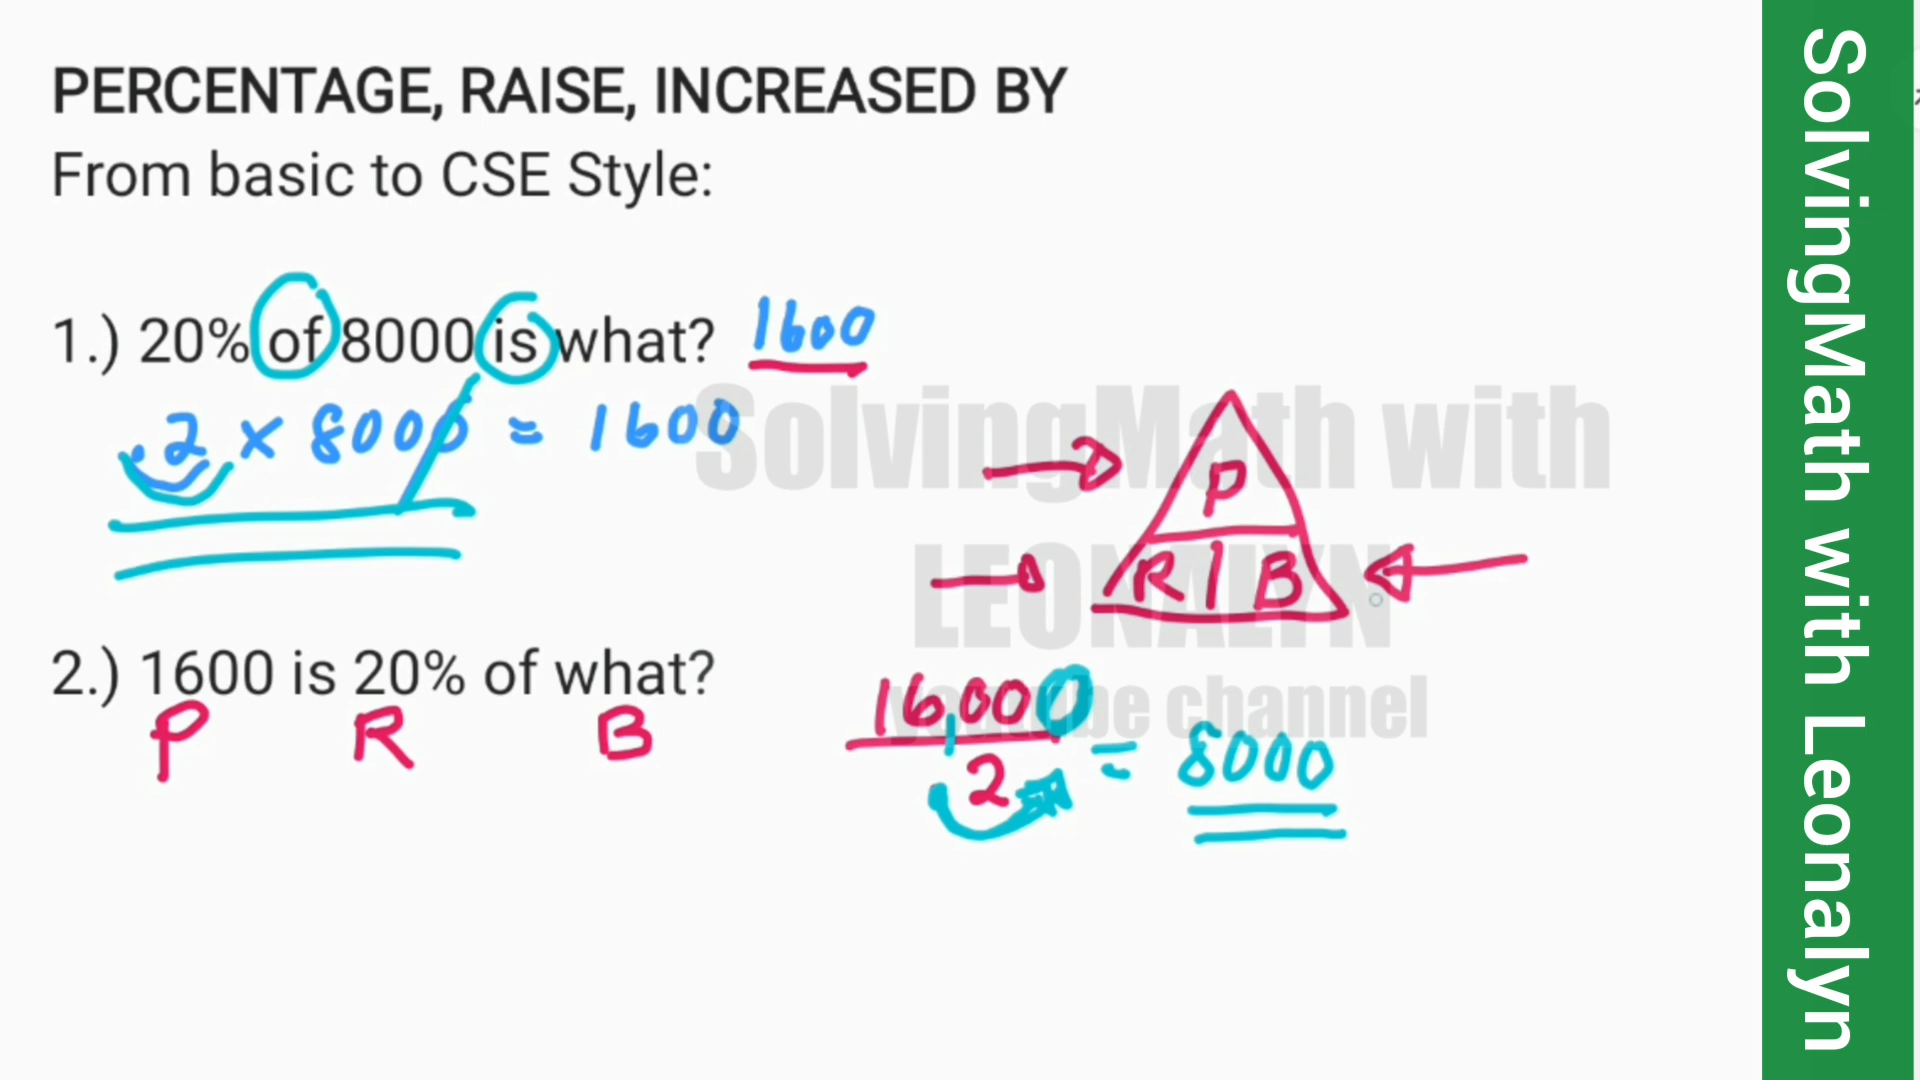 PERCENTAGE, RAISE, INCREASED BY
From basic to CSE Style:
1.) 20% of 8000 is what? 1600
.2 x 8000 = 1600
SolvingMath with
LEONALYN
youtube channel
P
R | B
2.) 1600 is 20% of what?
P R B
16,000
2
= 8000
SolvingMath with Leonalyn